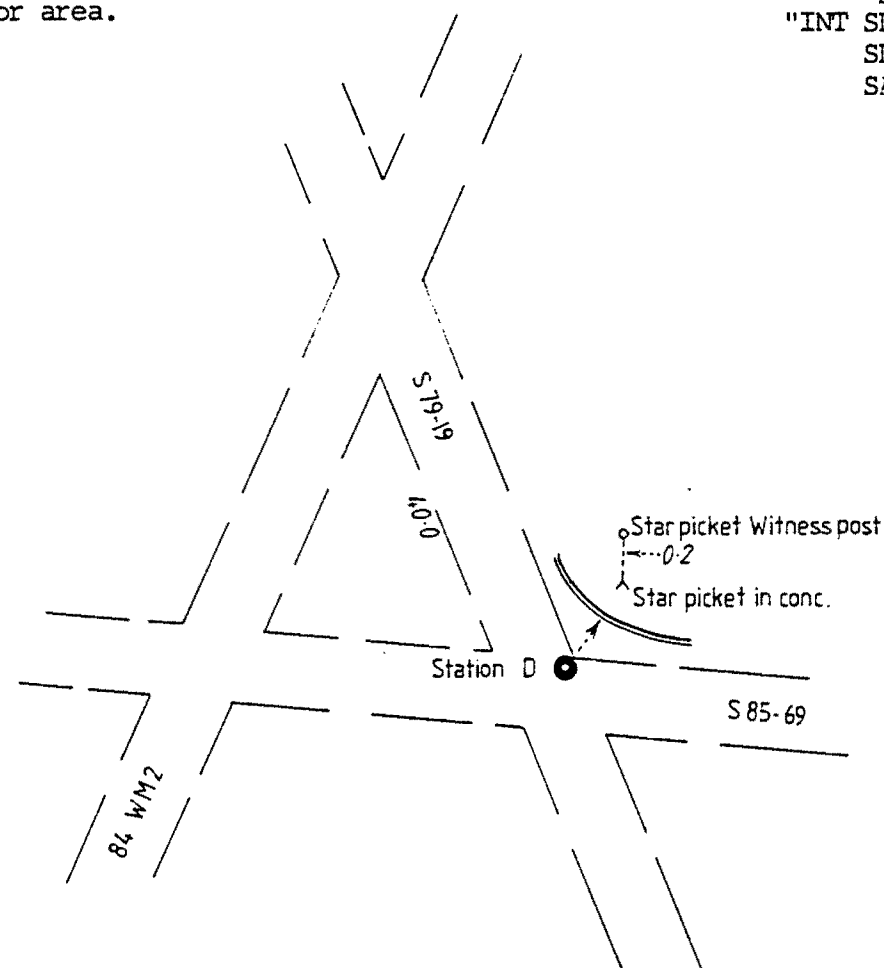 or area.
"INT
S 79-19
0.04
Star picket Witness post
0.2
Star picket in conc.
Station D
S 85-69
84 WM2